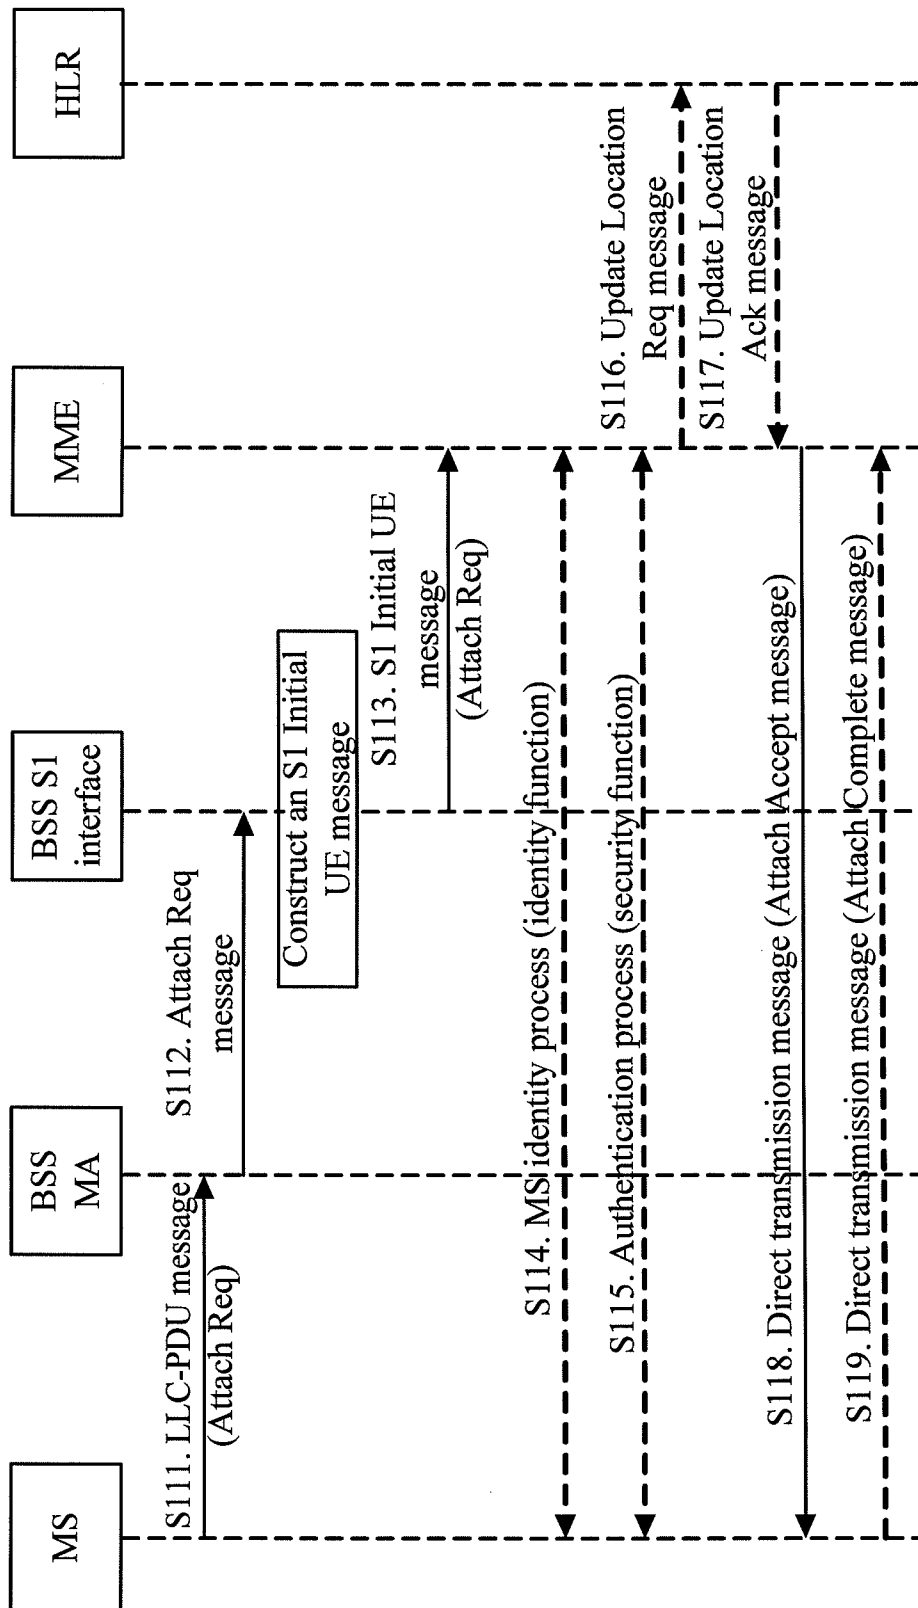 MS
BSS
MA
BSS S1
interface
MME
HLR
S111. LLC-PDU message
(Attach Req)
S112. Attach Req
message
Construct an S1 Initial
UE message
S113. S1 Initial UE
message
(Attach Req)
S114. MS identity process (identity function)
S115. Authentication process (security function)
S116. Update Location
Req message
S117. Update Location
Ack message
S118. Direct transmission message (Attach Accept message)
S119. Direct transmission message (Attach Complete message)